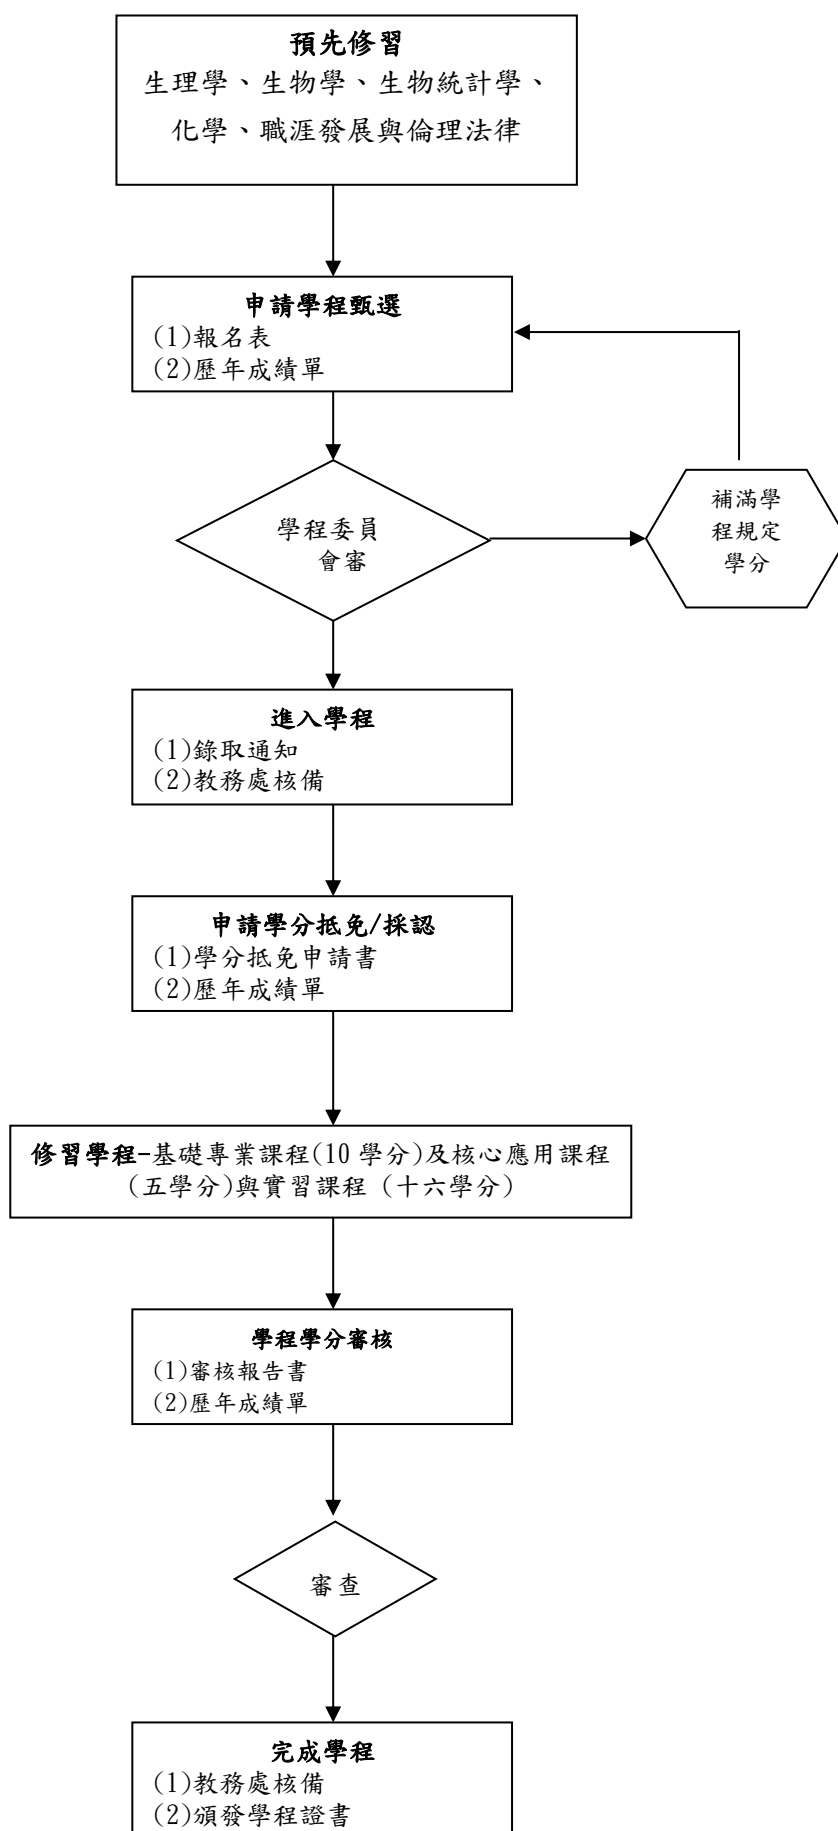 預先修習
生理學、生物學、生物統計學、
化學、職涯發展與倫理法律
申請學程甄選
(1)報名表
(2)歷年成績單
學程委員
會審
補滿學
程規定
學分
進入學程
(1)錄取通知
(2)教務處核備
申請學分抵免/採認
(1)學分抵免申請書
(2)歷年成績單
修習學程-基礎專業課程(10 學分)及核心應用課程
(五學分)與實習課程 (十六學分)
學程學分審核
(1)審核報告書
(2)歷年成績單
審查
完成學程
(1)教務處核備
(2)頒發學程證書